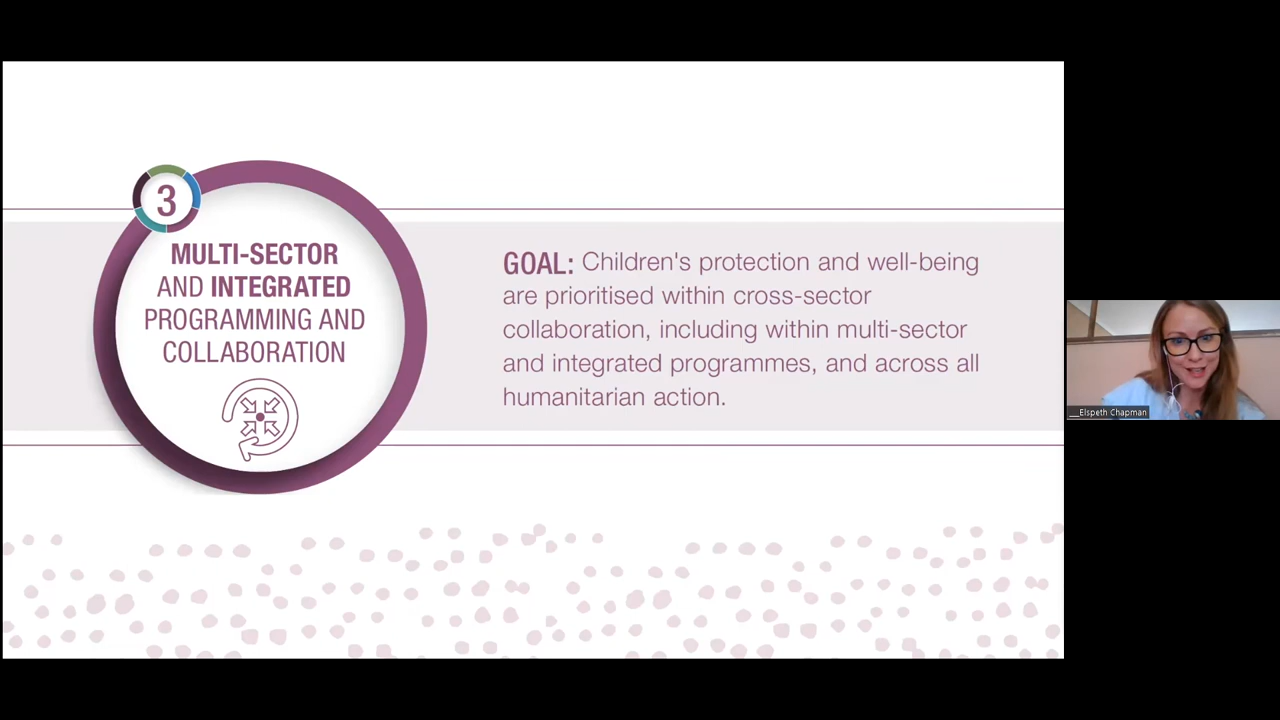 3
MULTI-SECTOR
AND INTEGRATED
PROGRAMMING AND
COLLABORATION
GOAL: Children's protection and well-being
are prioritised within cross-sector
collaboration, including within multi-sector
and integrated programmes, and across all
humanitarian action.
__Elspeth Chapman